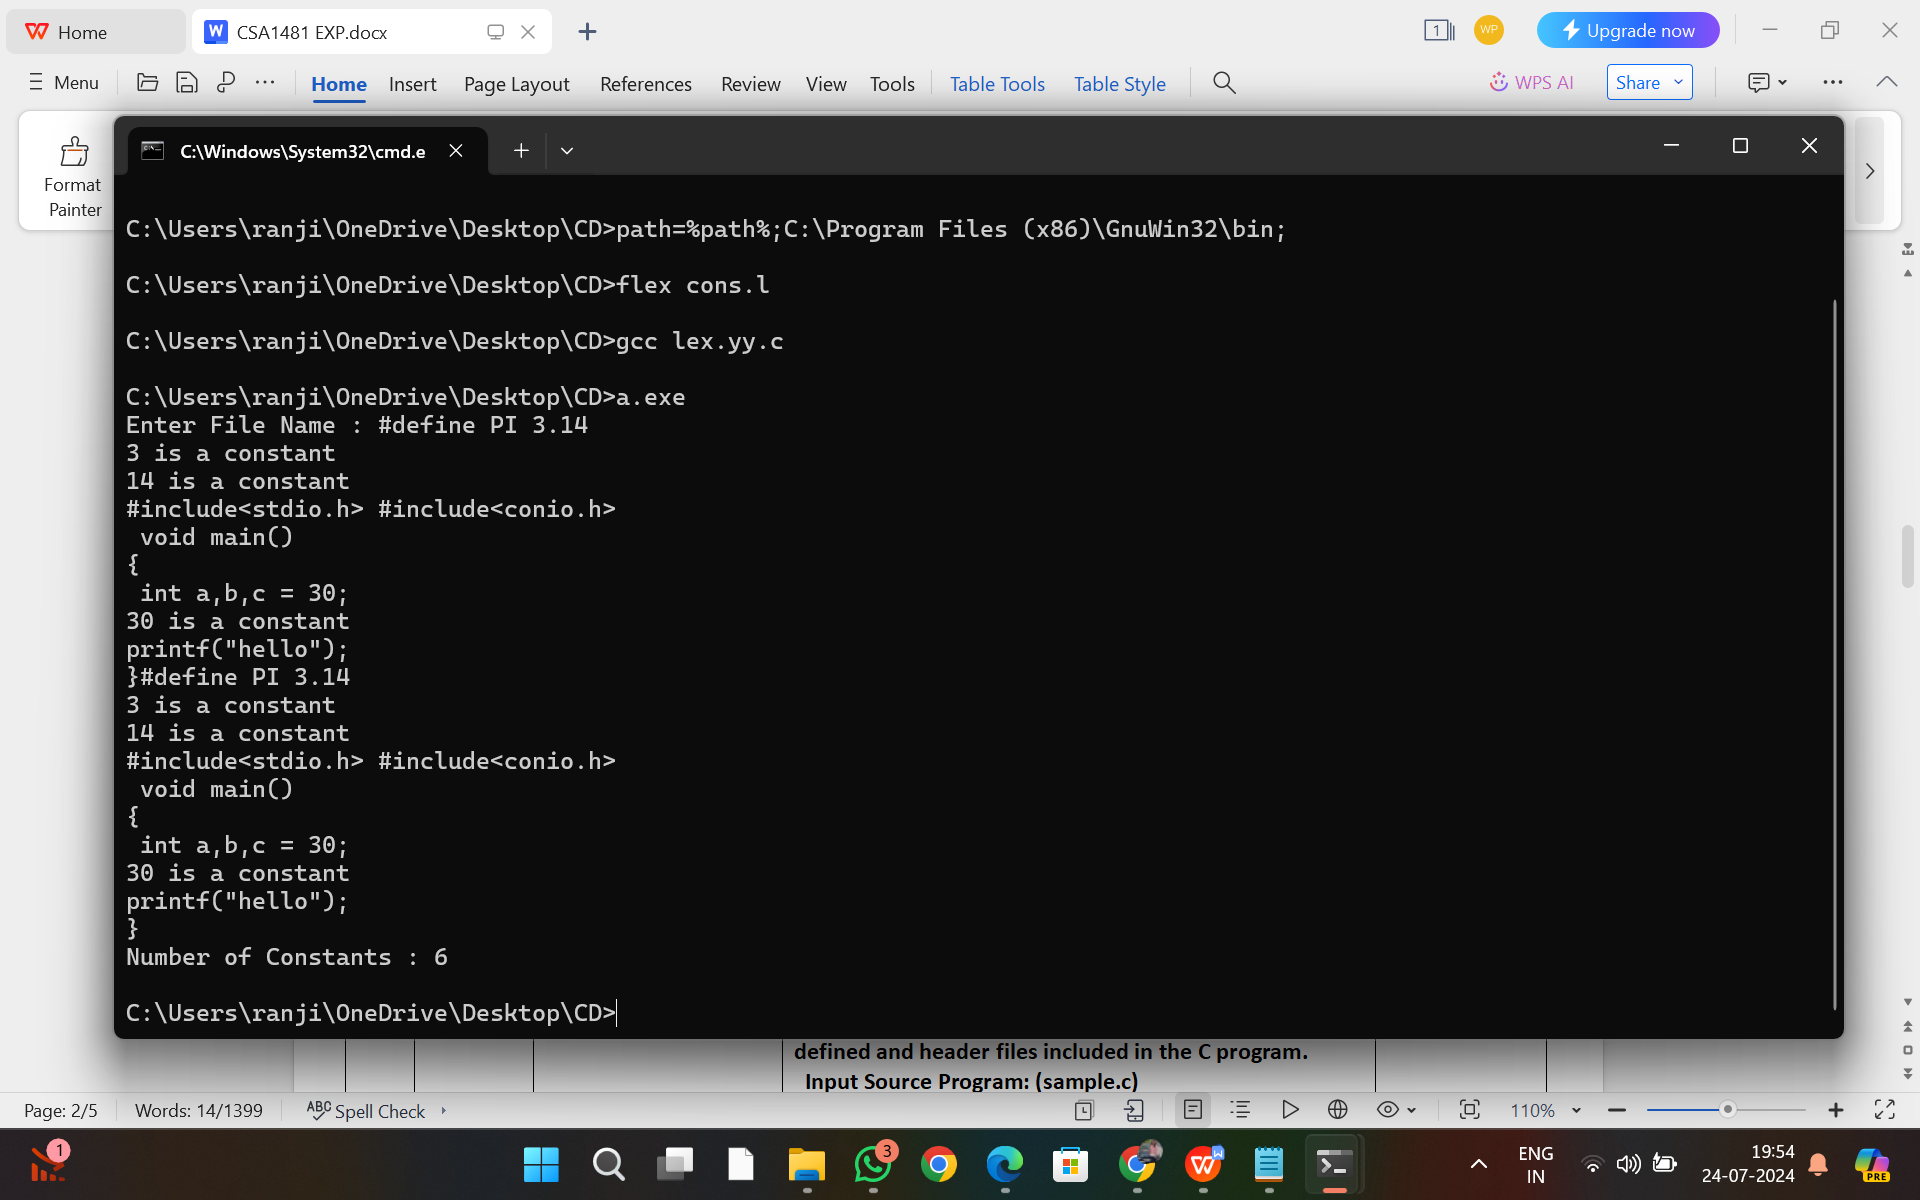 Home
CSA1481 EXP.docx
1
WP
Upgrade now
Menu
Home
Insert
Page Layout
References
Review
View
Tools
Table Tools
Table Style
WPS AI
Share
Format
Painter
C:\Windows\System32\cmd.e
C:\Users\ranji\OneDrive\Desktop\CD>path=%path%;C:\Program Files (x86)\GnuWin32\bin;
C:\Users\ranji\OneDrive\Desktop\CD>flex cons.l
C:\Users\ranji\OneDrive\Desktop\CD>gcc lex.yy.c
C:\Users\ranji\OneDrive\Desktop\CD>a.exe
Enter File Name : #define PI 3.14
3 is a constant
14 is a constant
#include<stdio.h> #include<conio.h>
 void main()
{
 int a,b,c = 30;
30 is a constant
printf("hello");
}#define PI 3.14
3 is a constant
14 is a constant
#include<stdio.h> #include<conio.h>
 void main()
{
 int a,b,c = 30;
30 is a constant
printf("hello");
}
Number of Constants : 6
C:\Users\ranji\OneDrive\Desktop\CD>
defined and header files included in the C program.
Input Source Program: (sample.c)
Page: 2/5
Words: 14/1399
ABC Spell Check
110%
1
3
ENG
IN
19:54
24-07-2024
PRE